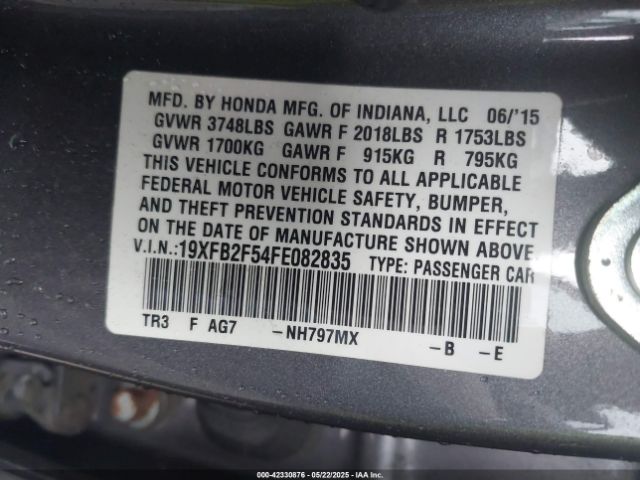 MFD. BY HONDA MFG. OF INDIANA, LLC 06/'15
GVWR 3748LBS GAWR F 2018LBS R 1753LBS
GVWR 1700KG GAWR F 915KG R 795KG
THIS VEHICLE CONFORMS TO ALL APPLICABLE
FEDERAL MOTOR VEHICLE SAFETY, BUMPER,
AND THEFT PREVENTION STANDARDS IN EFFECT
ON THE DATE OF MANUFACTURE SHOWN ABOVE
V.I.N.:19XFB2F54FE082835 TYPE: PASSENGER CAR
TR3 F AG7 -NH797MX -B -E
000-42330876 - 05/22/2025 - IAA Inc.